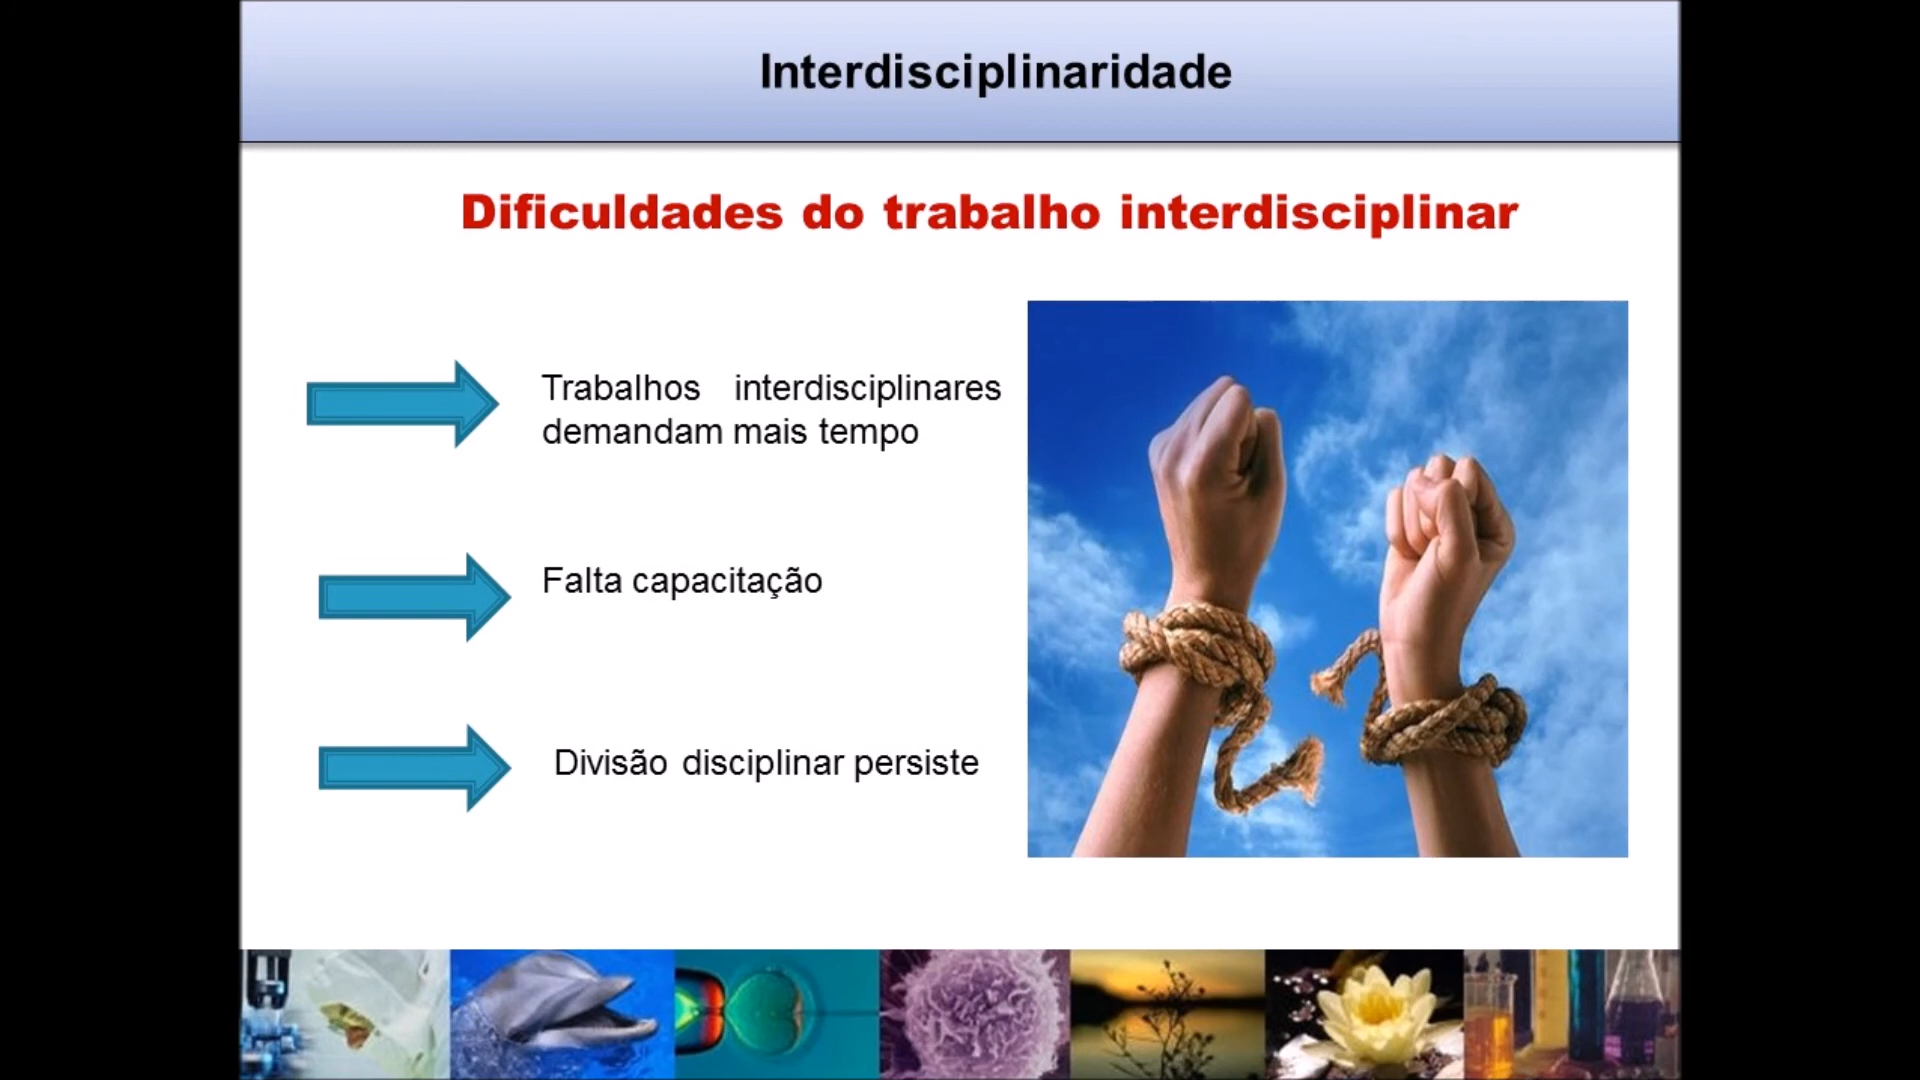 Interdisciplinaridade
Dificuldades do trabalho interdisciplinar
Trabalhos interdisciplinares
demandam mais tempo
Falta capacitação
Divisão disciplinar persiste